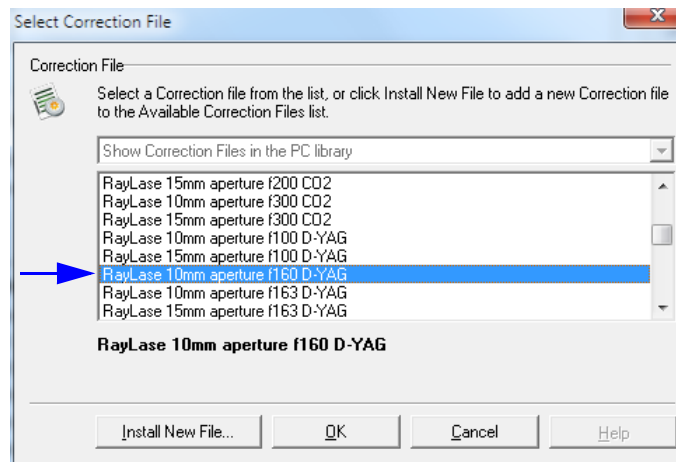 Select Correction File
Correction File
Select a Correction file from the list, or click Install New File to add a new Correction file
to the Available Correction Files list.
Show Correction Files in the PC library
RayLase 15mm aperture f200 CO2
RayLase 10mm aperture f300 CO2
RayLase 15mm aperture f300 CO2
RayLase 10mm aperture f100 D-YAG
RayLase 15mm aperture f100 D-YAG
RayLase 10mm aperture f160 D-YAG
RayLase 10mm aperture f163 D-YAG
RayLase 15mm aperture f163 D-YAG
RayLase 10mm aperture f160 D-YAG
Install New File... OK Cancel Help